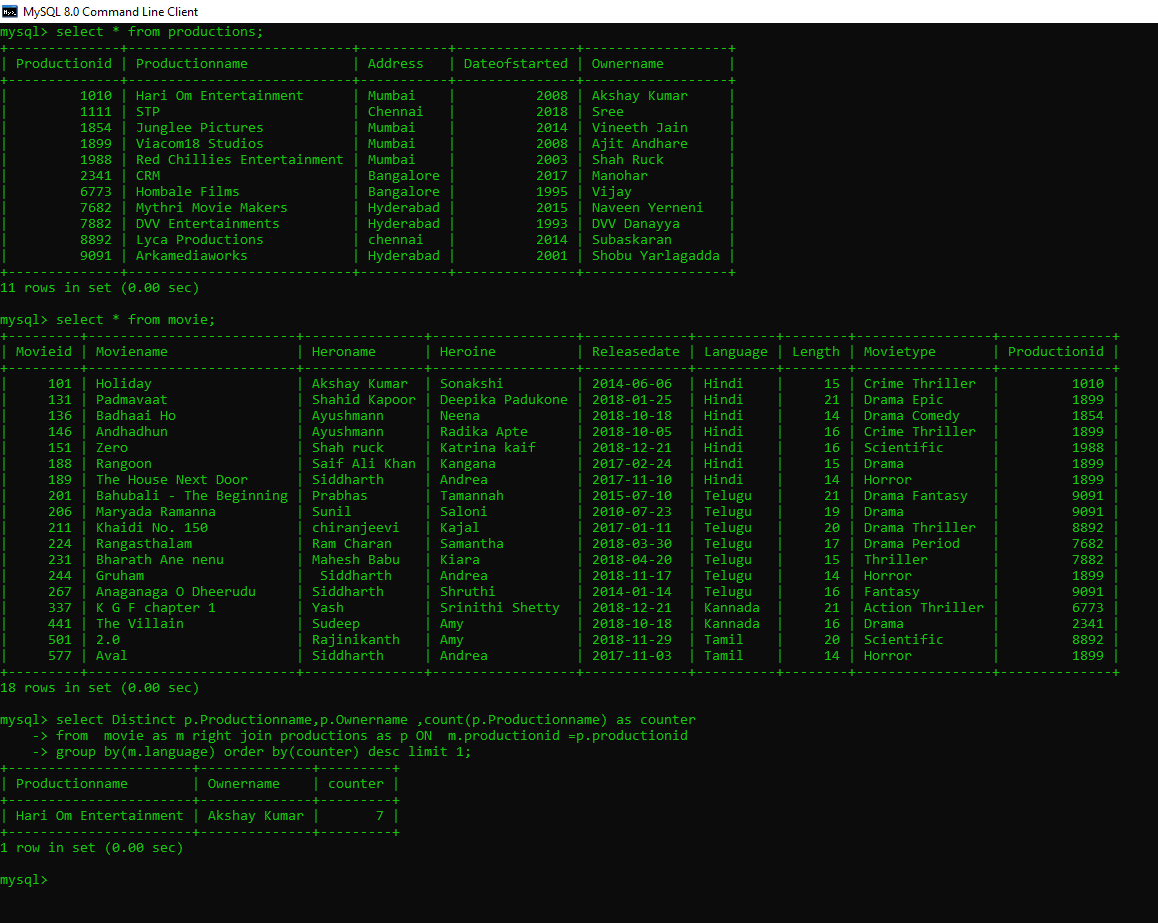 MySQL 8.0 Command Line Client
mysql> select * from productions;
+--------------+----------------------------+-----------+---------------+------------------+
| Productionid | Productionname             | Address   | Dateofstarted | Ownername        |
+--------------+----------------------------+-----------+---------------+------------------+
|         1010 | Hari Om Entertainment      | Mumbai    |          2008 | Akshay Kumar     |
|         1111 | STP                        | Chennai   |          2018 | Sree             |
|         1854 | Junglee Pictures           | Mumbai    |          2014 | Vineeth Jain     |
|         1899 | Viacom18 Studios           | Mumbai    |          2008 | Ajit Andhare     |
|         1988 | Red Chillies Entertainment | Mumbai    |          2003 | Shah Ruck        |
|         2341 | CRM                        | Bangalore |          2017 | Manohar          |
|         6773 | Hombale Films              | Bangalore |          1995 | Vijay            |
|         7682 | Mythri Movie Makers        | Hyderabad |          2015 | Naveen Yerneni   |
|         7882 | DVV Entertainments         | Hyderabad |          1993 | DVV Danayya      |
|         8892 | Lyca Productions           | chennai   |          2014 | Subaskaran       |
|         9091 | Arkamediaworks             | Hyderabad |          2001 | Shobu Yarlagadda |
+--------------+----------------------------+-----------+---------------+------------------+
11 rows in set (0.00 sec)
mysql> select * from movie;
+---------+--------------------------+---------------+------------------+-------------+----------+--------+-----------------+--------------+
| Movieid | Moviename                | Heroname      | Heroine          | Releasedate | Language | Length | Movietype       | Productionid |
+---------+--------------------------+---------------+------------------+-------------+----------+--------+-----------------+--------------+
|     101 | Holiday                  | Akshay Kumar  | Sonakshi         | 2014-06-06  | Hindi    |     15 | Crime Thriller  |         1010 |
|     131 | Padmavaat                | Shahid Kapoor | Deepika Padukone | 2018-01-25  | Hindi    |     21 | Drama Epic      |         1899 |
|     136 | Badhaai Ho               | Ayushmann     | Neena            | 2018-10-18  | Hindi    |     14 | Drama Comedy    |         1854 |
|     146 | Andhadhun                | Ayushmann     | Radika Apte      | 2018-10-05  | Hindi    |     16 | Crime Thriller  |         1899 |
|     151 | Zero                     | Shah ruck     | Katrina kaif     | 2018-12-21  | Hindi    |     16 | Scientific      |         1988 |
|     188 | Rangoon                  | Saif Ali Khan | Kangana          | 2017-02-24  | Hindi    |     15 | Drama           |         1899 |
|     189 | The House Next Door      | Siddharth     | Andrea           | 2017-11-10  | Hindi    |     14 | Horror          |         1899 |
|     201 | Bahubali - The Beginning | Prabhas       | Tamannah         | 2015-07-10  | Telugu   |     21 | Drama Fantasy   |         9091 |
|     206 | Maryada Ramanna          | Sunil         | Saloni           | 2010-07-23  | Telugu   |     19 | Drama           |         9091 |
|     211 | Khaidi No. 150           | chiranjeevi   | Kajal            | 2017-01-11  | Telugu   |     20 | Drama Thriller  |         8892 |
|     224 | Rangasthalam             | Ram Charan    | Samantha         | 2018-03-30  | Telugu   |     17 | Drama Period    |         7682 |
|     231 | Bharath Ane nenu         | Mahesh Babu   | Kiara            | 2018-04-20  | Telugu   |     15 | Thriller        |         7882 |
|     244 | Gruham                   |  Siddharth    | Andrea           | 2018-11-17  | Telugu   |     14 | Horror          |         1899 |
|     267 | Anaganaga O Dheerudu     | Siddharth     | Shruthi          | 2014-01-14  | Telugu   |     16 | Fantasy         |         9091 |
|     337 | K G F chapter 1          | Yash          | Srinithi Shetty  | 2018-12-21  | Kannada  |     21 | Action Thriller |         6773 |
|     441 | The Villain              | Sudeep        | Amy              | 2018-10-18  | Kannada  |     16 | Drama           |         2341 |
|     501 | 2.0                      | Rajinikanth   | Amy              | 2018-11-29  | Tamil    |     20 | Scientific      |         8892 |
|     577 | Aval                     | Siddharth     | Andrea           | 2017-11-03  | Tamil    |     14 | Horror          |         1899 |
+---------+--------------------------+---------------+------------------+-------------+----------+--------+-----------------+--------------+
18 rows in set (0.00 sec)
mysql> select Distinct p.Productionname,p.Ownername ,count(p.Productionname) as counter
    -> from  movie as m right join productions as p ON  m.productionid =p.productionid
    -> group by(m.language) order by(counter) desc limit 1;
+-----------------------+--------------+---------+
| Productionname        | Ownername    | counter |
+-----------------------+--------------+---------+
| Hari Om Entertainment | Akshay Kumar |       7 |
+-----------------------+--------------+---------+
1 row in set (0.00 sec)
mysql>